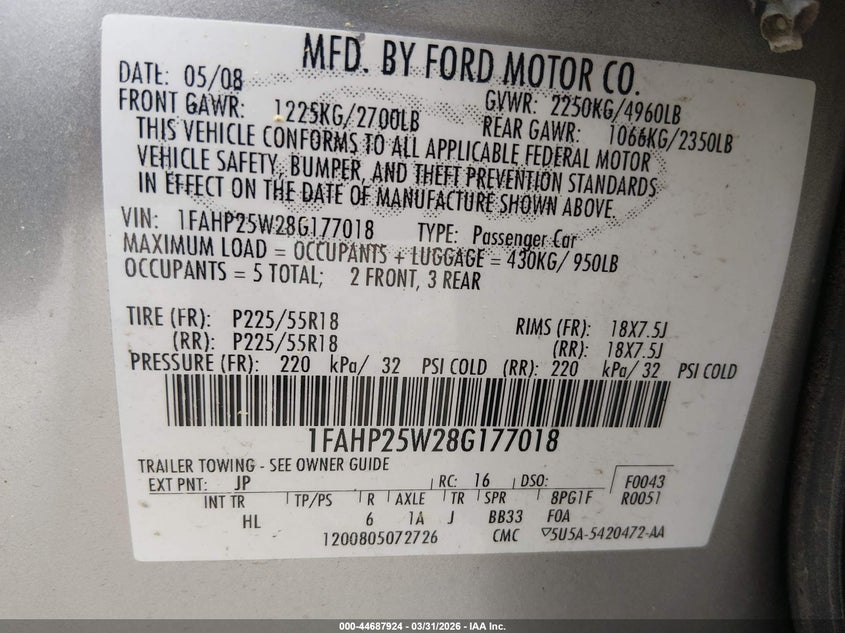 MFD. BY FORD MOTOR CO.
DATE: 05/08 GVWR: 2250KG/4960LB
FRONT GAWR: 1225KG/2700LB REAR GAWR: 1066KG/2350LB
THIS VEHICLE CONFORMS TO ALL APPLICABLE FEDERAL MOTOR
VEHICLE SAFETY, BUMPER, AND THEFT PREVENTION STANDARDS
IN EFFECT ON THE DATE OF MANUFACTURE SHOWN ABOVE.
VIN: 1FAHP25W28G177018 TYPE: Passenger Car
MAXIMUM LOAD = OCCUPANTS + LUGGAGE = 430KG/ 950LB
OCCUPANTS = 5 TOTAL; 2 FRONT, 3 REAR
TIRE (FR): P225/55R18 RIMS (FR): 18X7.5J
(RR): P225/55R18 (RR): 18X7.5J
PRESSURE (FR): 220 kPa/ 32 PSI COLD (RR): 220 kPa/ 32 PSI COLD
1FAHP25W28G177018
TRAILER TOWING - SEE OWNER GUIDE
EXT PNT: JP RC: 16 DSO: F0043
INT TR TP/PS R AXLE TR SPR 8PG1F R0051
HL 6 1A J BB33 F0A
1200805072726 CMC ▽5U5A-5420472-AA
000-44687924 - 03/31/2026 - IAA Inc.